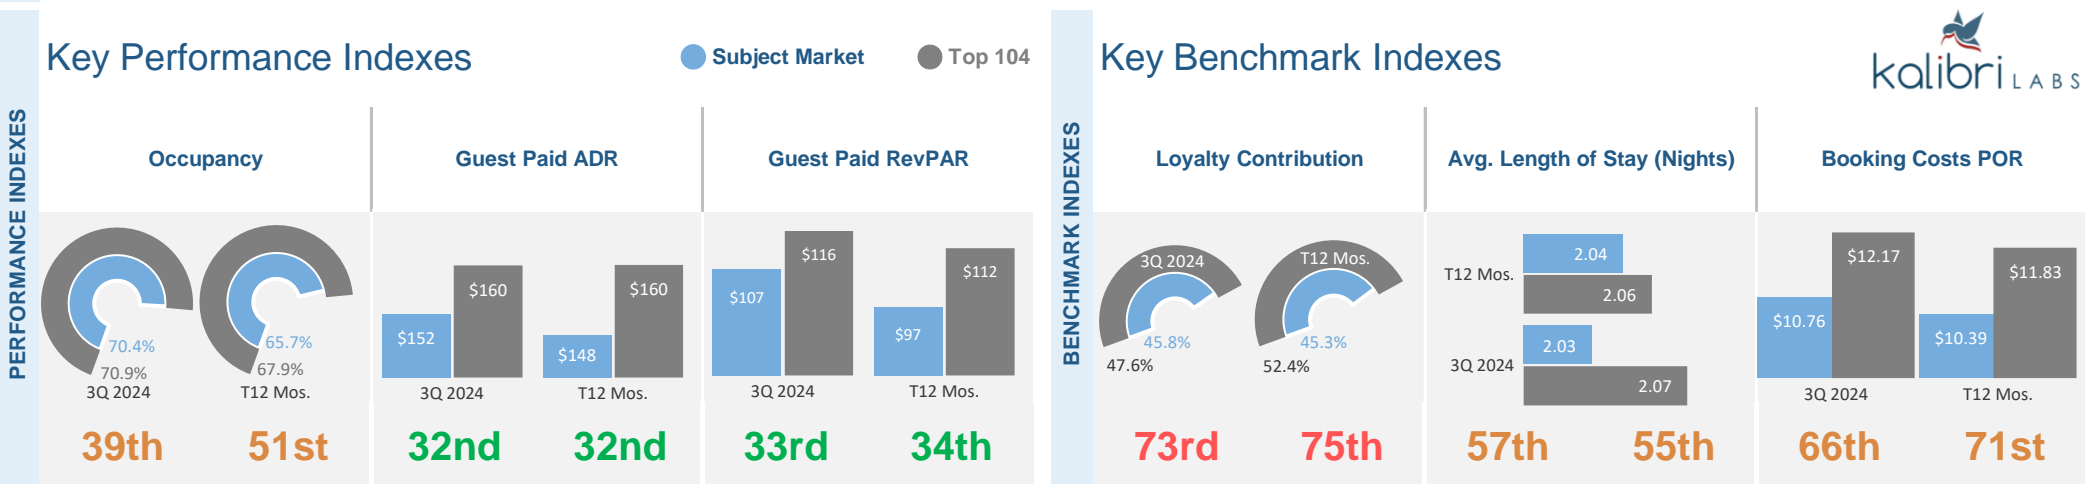 PERFORMANCE INDEXES
Key Performance Indexes
Subject Market
Top 104
Occupancy
Guest Paid ADR
Guest Paid RevPAR
70.4%
70.9%
3Q 2024
65.7%
67.9%
T12 Mos.
$152
$160
3Q 2024
$148
$160
T12 Mos.
$107
$116
3Q 2024
$97
$112
T12 Mos.
39th
51st
32nd
32nd
33rd
34th
BENCHMARK INDEXES
Key Benchmark Indexes
kalibri LABS
Loyalty Contribution
Avg. Length of Stay (Nights)
Booking Costs POR
3Q 2024
45.8%
47.6%
T12 Mos.
45.3%
52.4%
T12 Mos.
2.04
2.06
3Q 2024
2.03
2.07
$10.76
$12.17
3Q 2024
$10.39
$11.83
T12 Mos.
73rd
75th
57th
55th
66th
71st